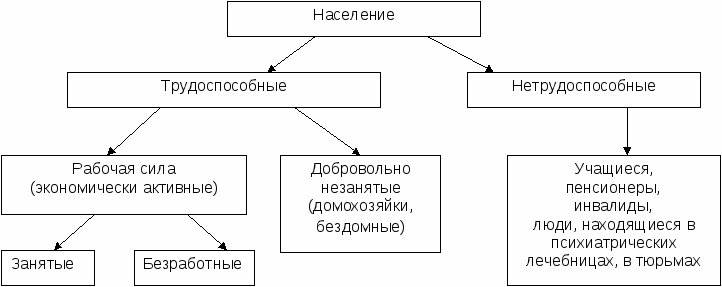 Население
Трудоспособные
Нетрудоспособные
Рабочая сила
(экономически активные)
Добровольно
незанятые
(домохозяйки,
бездомные)
Учащиеся,
пенсионеры,
инвалиды,
люди, находящиеся в
психиатрических
лечебницах, в тюрьмах
Занятые
Безработные